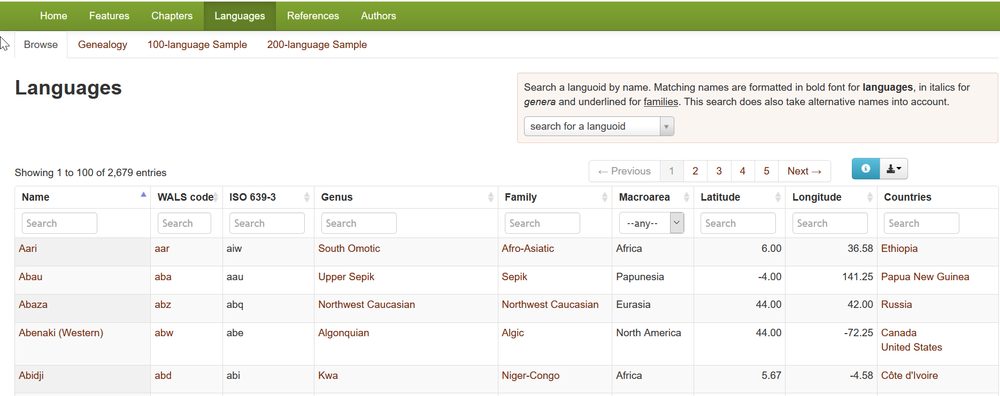 Home Features Chapters Languages References Authors
Browse Genealogy 100-language Sample 200-language Sample
Languages
Search a languoid by name. Matching names are formatted in bold font for languages, in italics for
genera and underlined for families. This search does also take alternative names into account.
search for a languoid
Showing 1 to 100 of 2,679 entries
← Previous 1 2 3 4 5 Next →
Name WALS code ISO 639-3 Genus Family Macroarea Latitude Longitude Countries
Search Search Search Search Search --any-- Search Search Search
Aari aar aiw South Omotic Afro-Asiatic Africa 6.00 36.58 Ethiopia
Abau aba aau Upper Sepik Sepik Papunesia -4.00 141.25 Papua New Guinea
Abaza abz abq Northwest Caucasian Northwest Caucasian Eurasia 44.00 42.00 Russia
Abenaki (Western) abw abe Algonquian Algic North America 44.00 -72.25 Canada
United States
Abidji abd abi Kwa Niger-Congo Africa 5.67 -4.58 Côte d'Ivoire